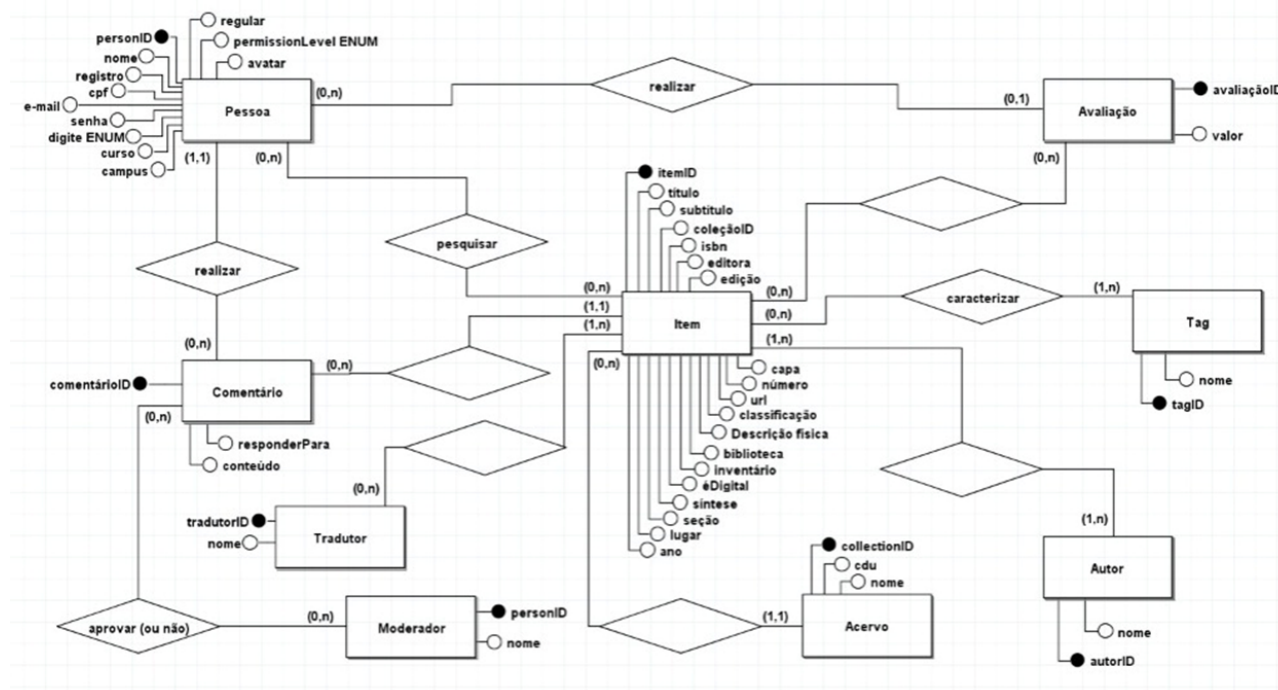 regular
personID
permissionLevel ENUM
nome
avatar
registro
cpf
e-mail
senha
digite ENUM
curso
campus
Pessoa
(0,n)
realizar
(0,1)
Avaliação
avaliaçãoID
valor
(1,1)
(0,n)
(0,n)
itemID
título
subtítulo
coleçãoID
isbn
editora
edição
pesquisar
realizar
(0,n)
(1,1)
(1,n)
Item
(0,n)
(0,n)
(1,n)
(0,n)
caracterizar
(1,n)
Tag
nome
tagID
(0,n)
comentárioID
Comentário
(0,n)
(0,n)
responderPara
conteúdo
capa
número
url
classificação
Descrição física
biblioteca
inventário
éDigital
síntese
seção
lugar
ano
(0,n)
tradutorID
nome
Tradutor
(1,n)
Autor
nome
autorID
collectionID
cdu
nome
(1,1)
Acervo
aprovar (ou não)
(0,n)
Moderador
personID
nome